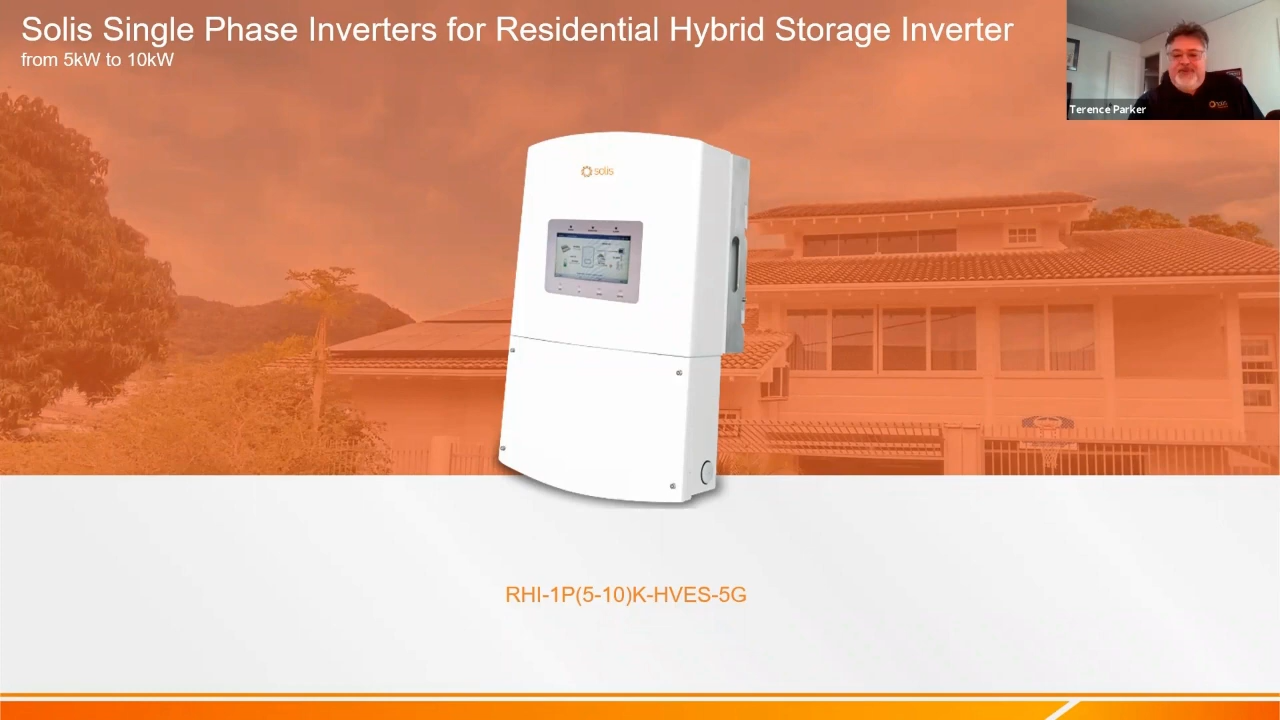 Solis Single Phase Inverters for Residential Hybrid Storage Inverter
from 5kW to 10kW
Terence Parker
solis
solis
RHI-1P(5-10)K-HVES-5G